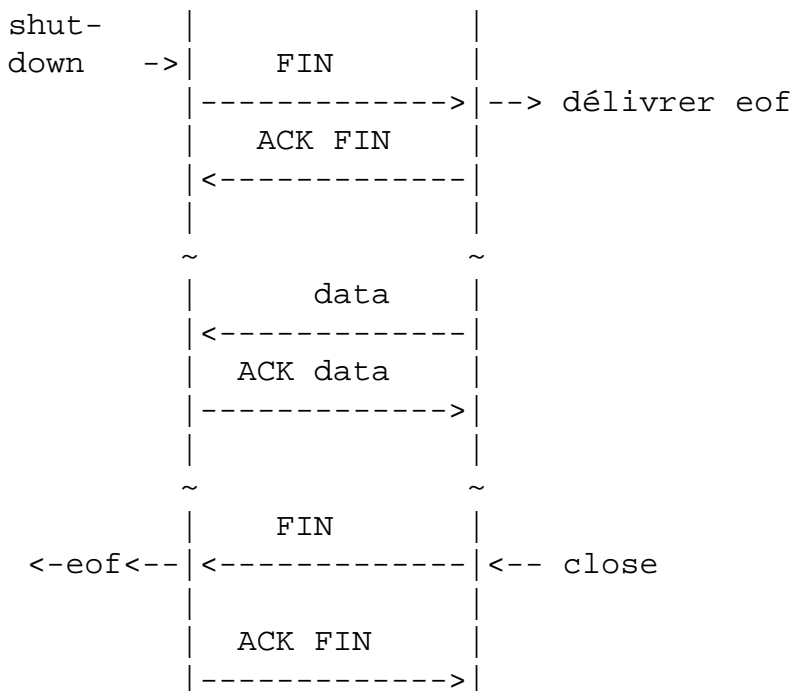 shut-
down -> FIN
-------------> --> délivrer eof
ACK FIN
<-------------
~ ~
data
<-------------
ACK data
------------->
~ ~
FIN
<-eof<-- <------------- <-- close
ACK FIN
------------->